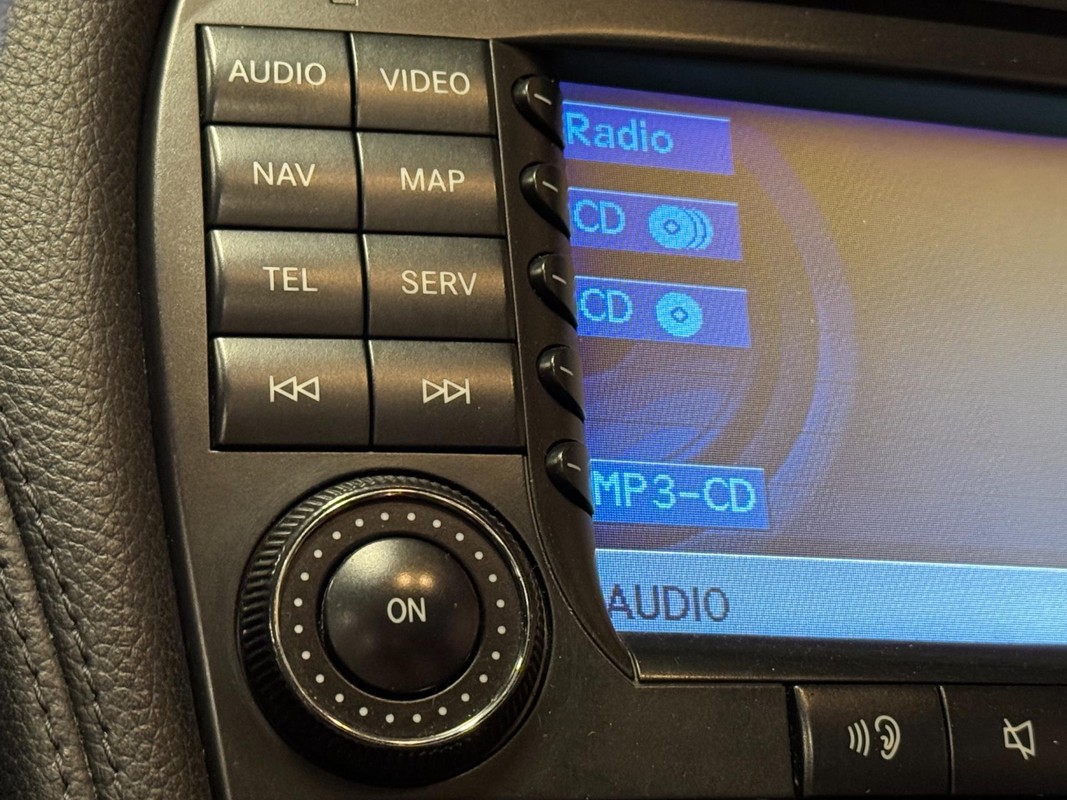 AUDIO VIDEO
NAV MAP
TEL SERV
ON
Radio
CD
CD
MP3-CD
AUDIO